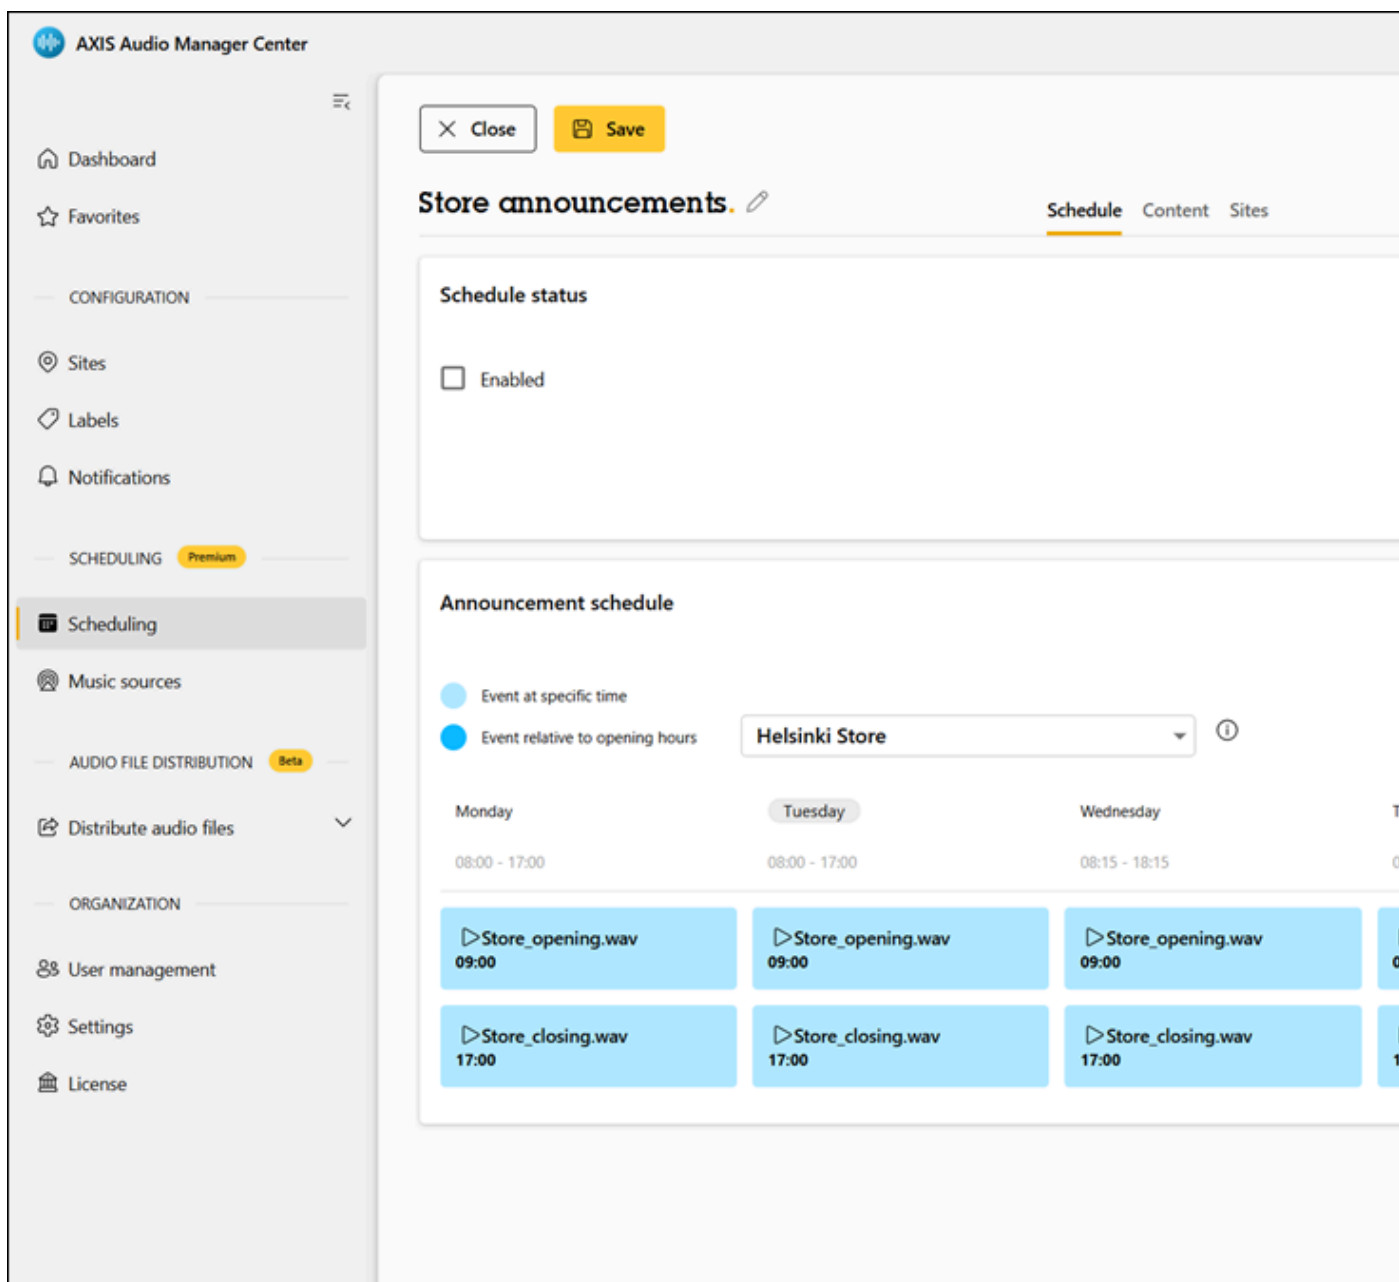 AXIS Audio Manager Center
Dashboard
Favorites
CONFIGURATION
Sites
Labels
Notifications
SCHEDULING Premium
Scheduling
Music sources
AUDIO FILE DISTRIBUTION Beta
Distribute audio files
ORGANIZATION
User management
Settings
License
Close Save
Store announcements.
Schedule Content Sites
Schedule status
Enabled
Announcement schedule
Event at specific time
Event relative to opening hours
Helsinki Store
Monday Tuesday Wednesday
08:00 - 17:00 08:00 - 17:00 08:15 - 18:15
Store_opening.wav Store_opening.wav Store_opening.wav
09:00 09:00 09:00
Store_closing.wav Store_closing.wav Store_closing.wav
17:00 17:00 17:00